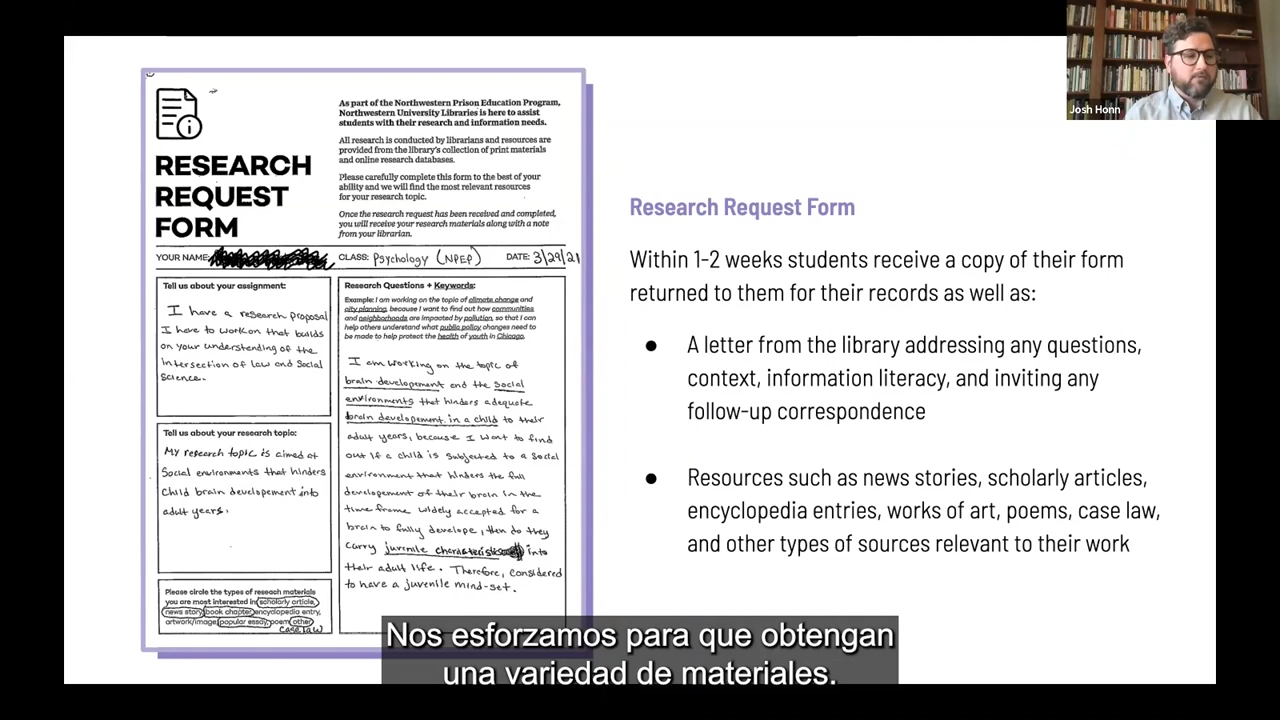 Josh Honn
RESEARCH
REQUEST
FORM
As part of the Northwestern Prison Education Program,
Northwestern University Libraries is here to assist
students with their research and information needs.
All research is conducted by librarians and resources are
provided from the library's collection of print materials
and online research databases.
Please carefully complete this form to the best of your
ability and we will find the most relevant resources
for your research topic.
Once the research request has been received and completed,
you will receive your research materials along with a note
from your librarian.
YOUR NAME: CLASS: Psychology (NPEP) DATE: 3/29/21
Tell us about your assignment:
I have a research proposal
I have to work on that builds
on your understanding of the
intersection of law and Social
Science.
Tell us about your research topic:
My research topic is aimed at
Social environments that hinders
Child brain developement into
adult years.
Please circle the types of reseach materials
you are most interested in: scholarly article,
news story, book chapter, encyclopedia entry,
artwork/image, popular essay, poem, other
case law
Research Questions + Keywords:
Example: I am working on the topic of climate change and
city planning, because I want to find out how communities
and neighborhoods are impacted by pollution, so that I can
help others understand what public policy changes need to
be made to help protect the health of youth in Chicago.
I am working on the topic of
brain development and the Social
environments that hinders adequate
brain developement in a child to their
adult years, because I want to find
out if a child is subjected to a social
environment that hinders the full
developement of their brain in the
time frame widely accepted for a
brain to fully develope, then do they
carry juvenile into
their adult life. Therefore, considered
to have a juvenile mind-set.
Research Request Form
Within 1-2 weeks students receive a copy of their form
returned to them for their records as well as:
● A letter from the library addressing any questions,
context, information literacy, and inviting any
follow-up correspondence
● Resources such as news stories, scholarly articles,
encyclopedia entries, works of art, poems, case law,
and other types of sources relevant to their work
Nos esforzamos para que obtengan
una variedad de materiales.